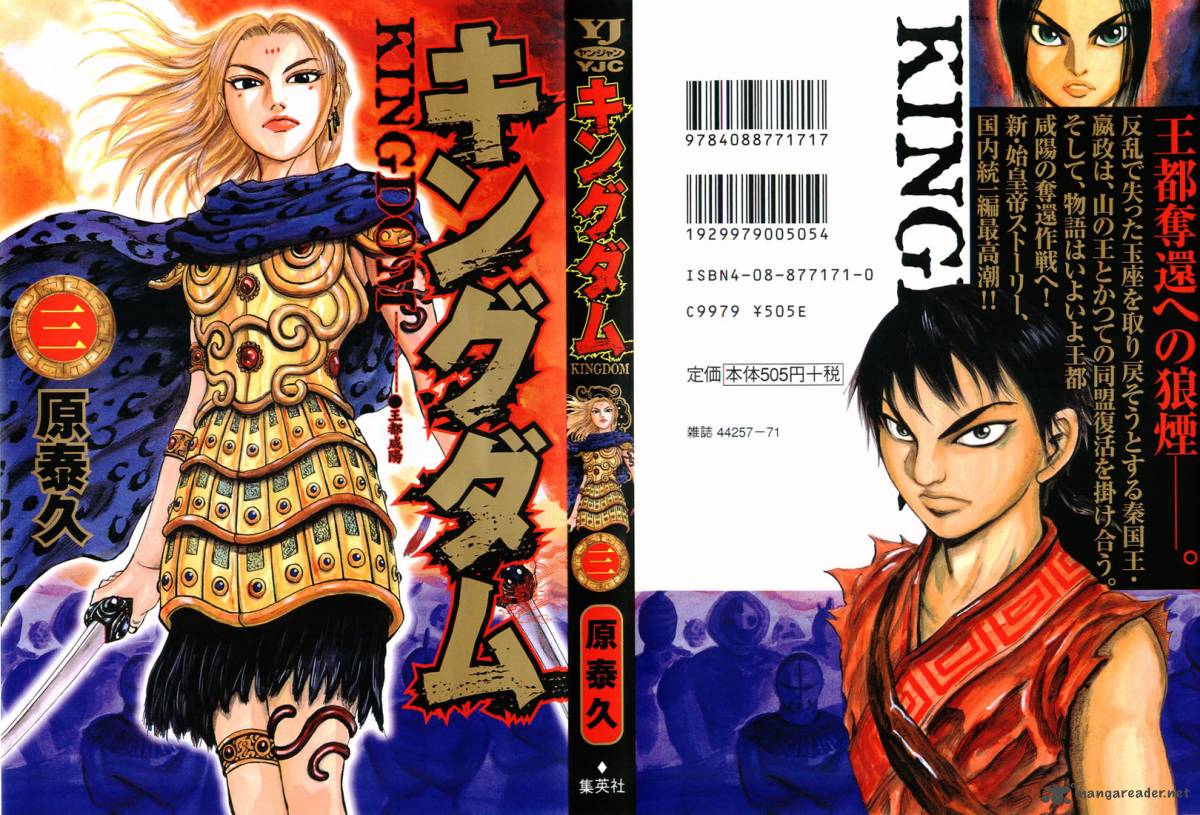 キングダム
KINGDOM
三
原泰久
王都咸陽
YJ
ヤンジャン
YJC
キングダム
KINGDOM
三
原泰久
集英社
9784088771717
1929979005054
ISBN4-08-877171-0
C9979 ¥505E
定価 本体505円+税
雑誌 44257-71
KING
王都奪還への狼煙──。
反乱で失った玉座を取り戻そうとする秦国王・
嬴政は、山の王とかつての同盟復活を掛け合う。
そして、物語はいよいよ王都
咸陽の奪還作戦へ!
新・始皇帝ストーリー、
国内統一編最高潮!!
mangareader.net